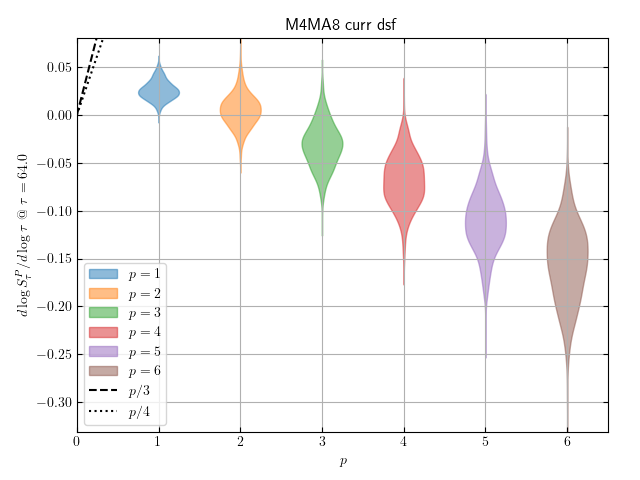 M4MA8 curr dsf
d log S_τ^P / d log τ @ τ = 64.0
0.05
0.00
−0.05
−0.10
−0.15
−0.20
−0.25
−0.30
p = 1
p = 2
p = 3
p = 4
p = 5
p = 6
p/3
p/4
0 1 2 3 4 5 6
p